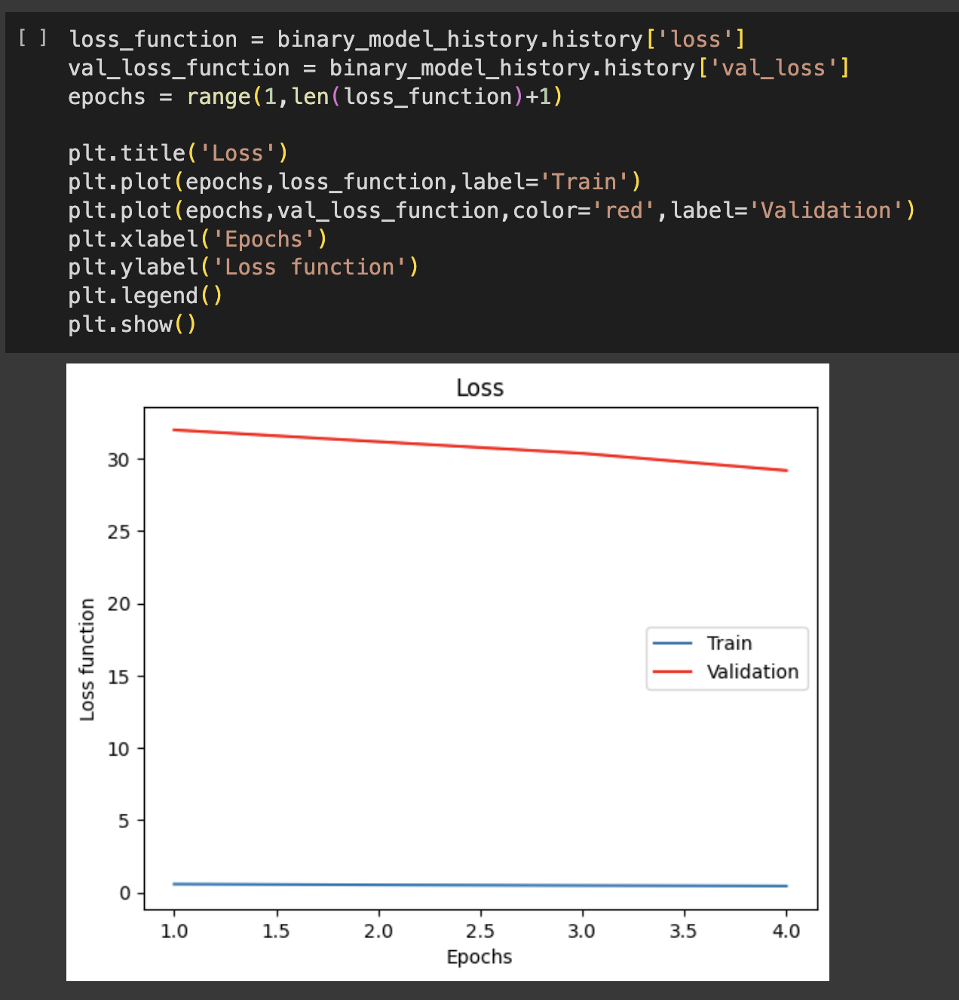 [ ] loss_function = binary_model_history.history['loss']
val_loss_function = binary_model_history.history['val_loss']
epochs = range(1,len(loss_function)+1)
plt.title('Loss')
plt.plot(epochs,loss_function,label='Train')
plt.plot(epochs,val_loss_function,color='red',label='Validation')
plt.xlabel('Epochs')
plt.ylabel('Loss function')
plt.legend()
plt.show()
Loss
30
25
20
15
10
5
0
Loss function
Train
Validation
1.0 1.5 2.0 2.5 3.0 3.5 4.0
Epochs